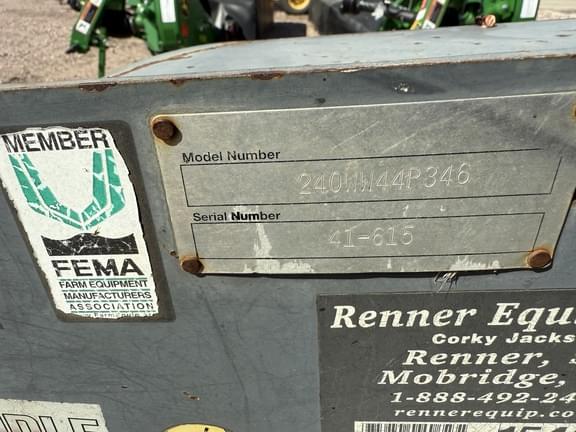 MEMBER
FEMA
FARM EQUIPMENT
MANUFACTURERS
ASSOCIATION
Model Number
240WW44P346
Serial Number
41-615
Renner Equi
Corky Jacks
Renner,
Mobridge,
1-888-492-24
rennerequip.co